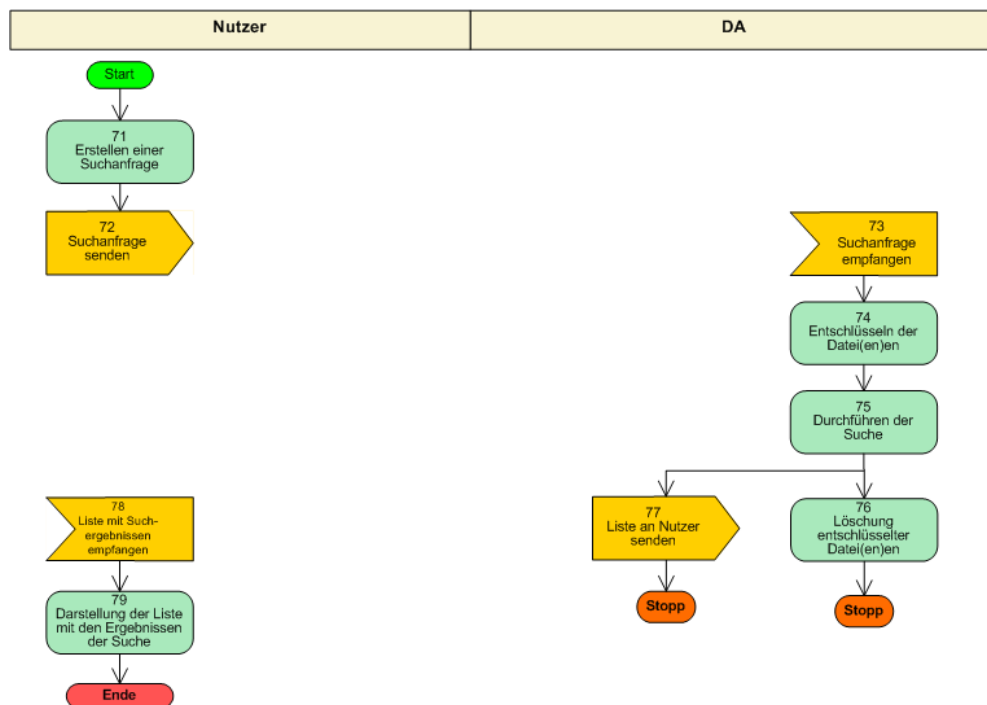 Nutzer
DA
Start
71
Erstellen einer
Suchanfrage
72
Suchanfrage
senden
73
Suchanfrage
empfangen
74
Entschlüsseln der
Datei(en)en
75
Durchführen der
Suche
78
Liste mit Such-
ergebnissen
empfangen
77
Liste an Nutzer
senden
76
Löschung
entschlüsselter
Datei(en)en
79
Darstellung der Liste
mit den Ergebnissen
der Suche
Stopp
Stopp
Ende